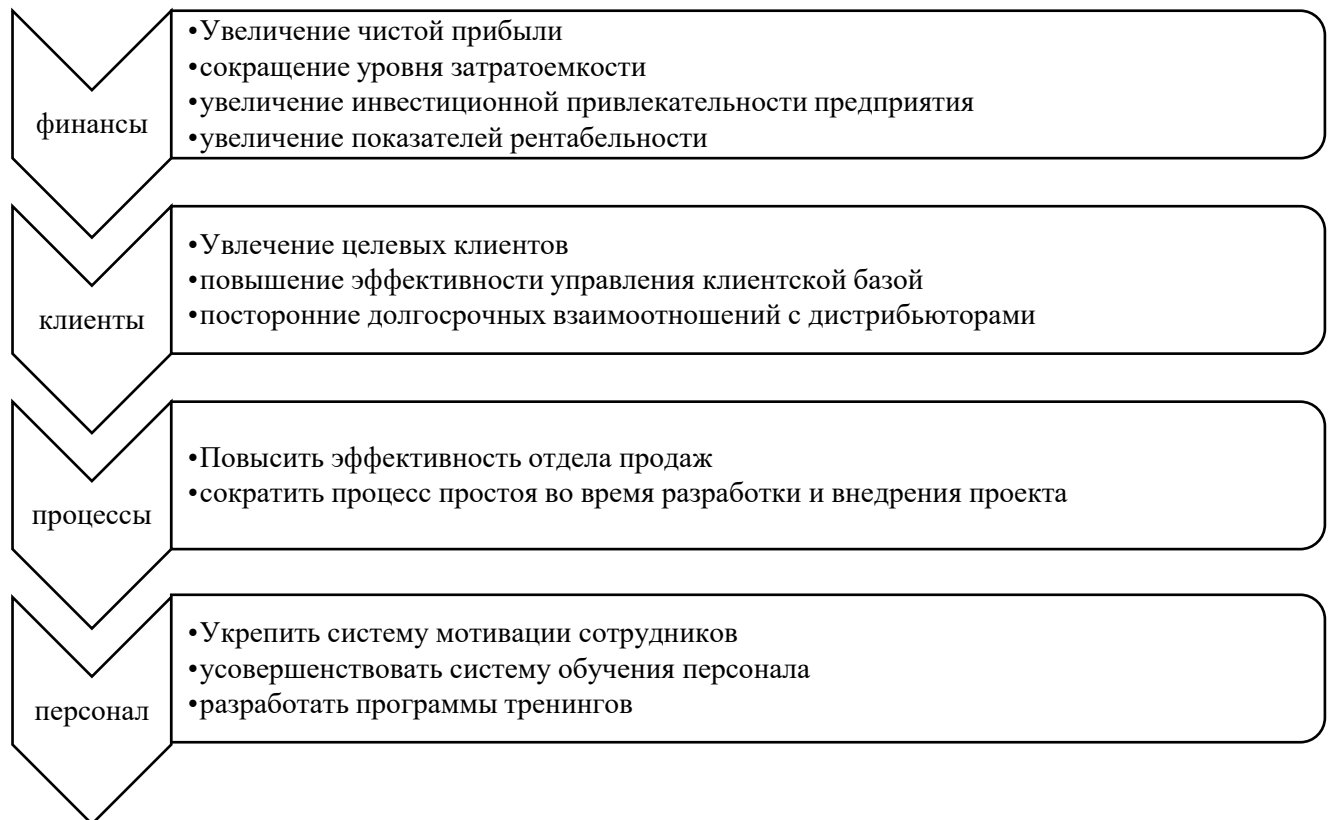 финансы
•Увеличение чистой прибыли
•сокращение уровня затратоемкости
•увеличение инвестиционной привлекательности предприятия
•увеличение показателей рентабельности
клиенты
•Увлечение целевых клиентов
•повышение эффективности управления клиентской базой
•посторонние долгосрочных взаимоотношений с дистрибьюторами
процессы
•Повысить эффективность отдела продаж
•сократить процесс простоя во время разработки и внедрения проекта
персонал
•Укрепить систему мотивации сотрудников
•усовершенствовать систему обучения персонала
•разработать программы тренингов